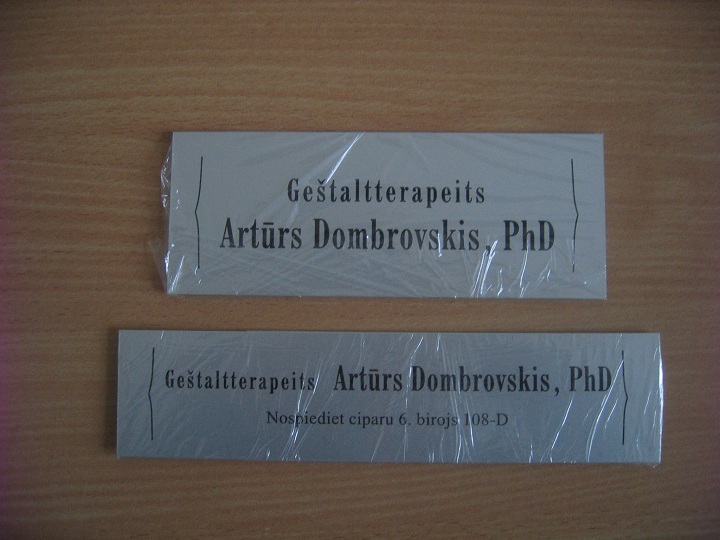 Geštaltterapeits
Artūrs Dombrovskis, PhD
Geštaltterapeits Artūrs Dombrovskis, PhD
Nospiediet ciparu 6. birojs 108-D